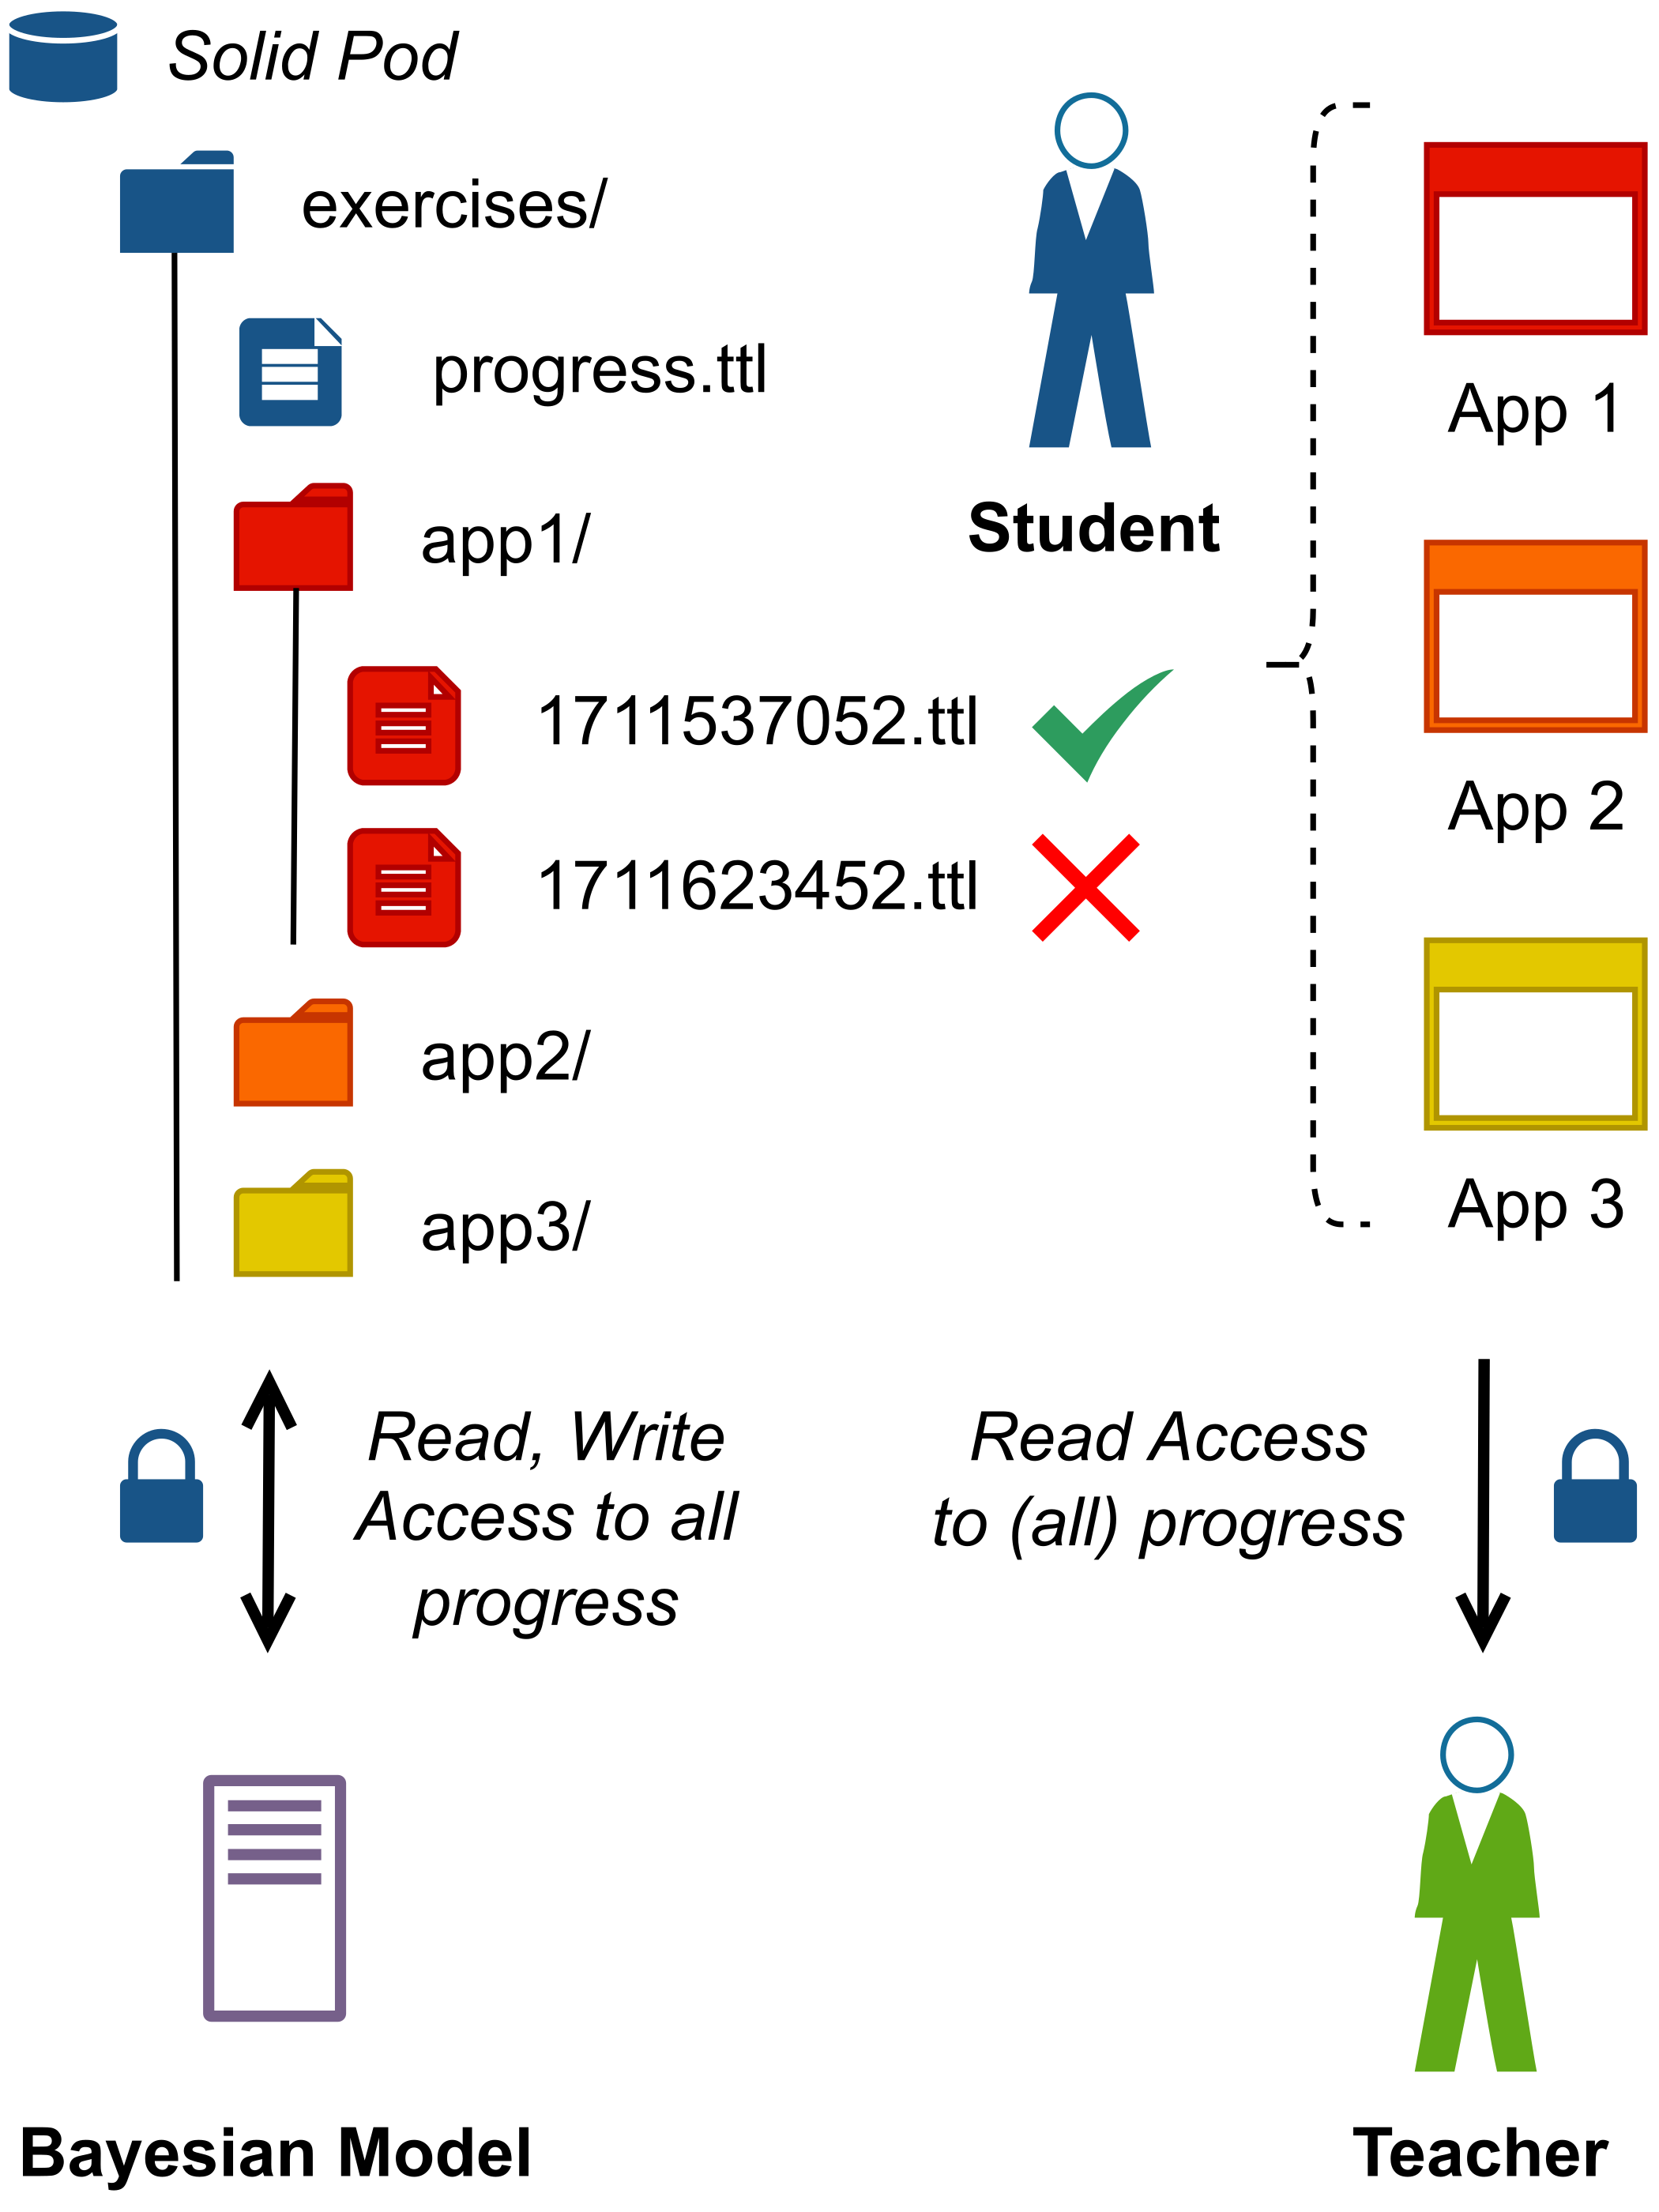 Solid Pod
exercises/
progress.ttl
app1/
1711537052.ttl
1711623452.ttl
app2/
app3/
Student
App 1
App 2
App 3
Read, Write
Access to all
progress
Read Access
to (all) progress
Bayesian Model
Teacher